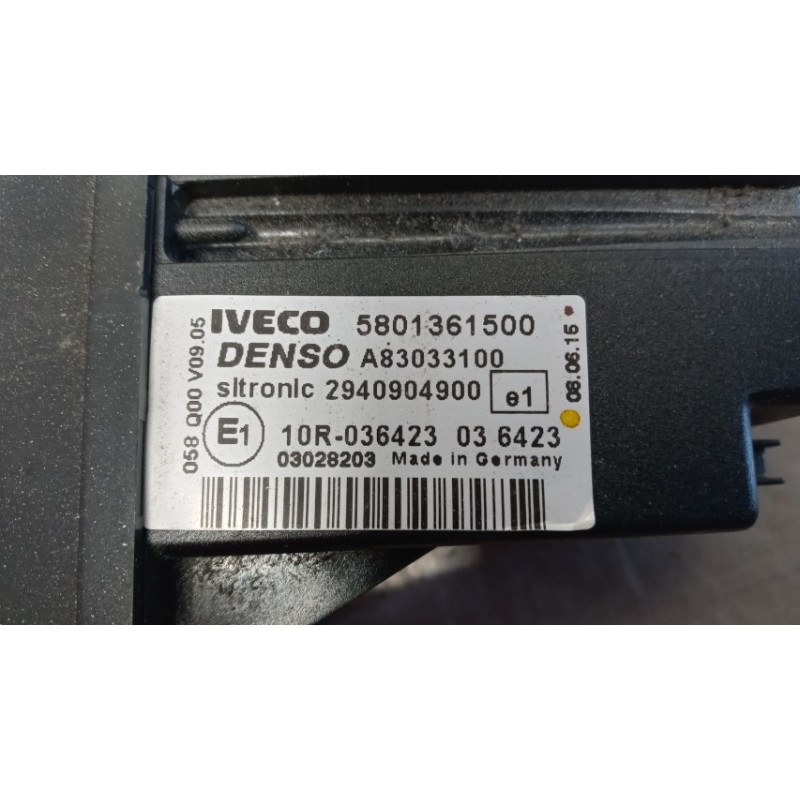 IVECO 5801361500
DENSO A83033100
sitronic 2940904900 e1
E1 10R-036423 03 6423
03028203 Made in Germany
058 Q00 V09.05
08.06.15